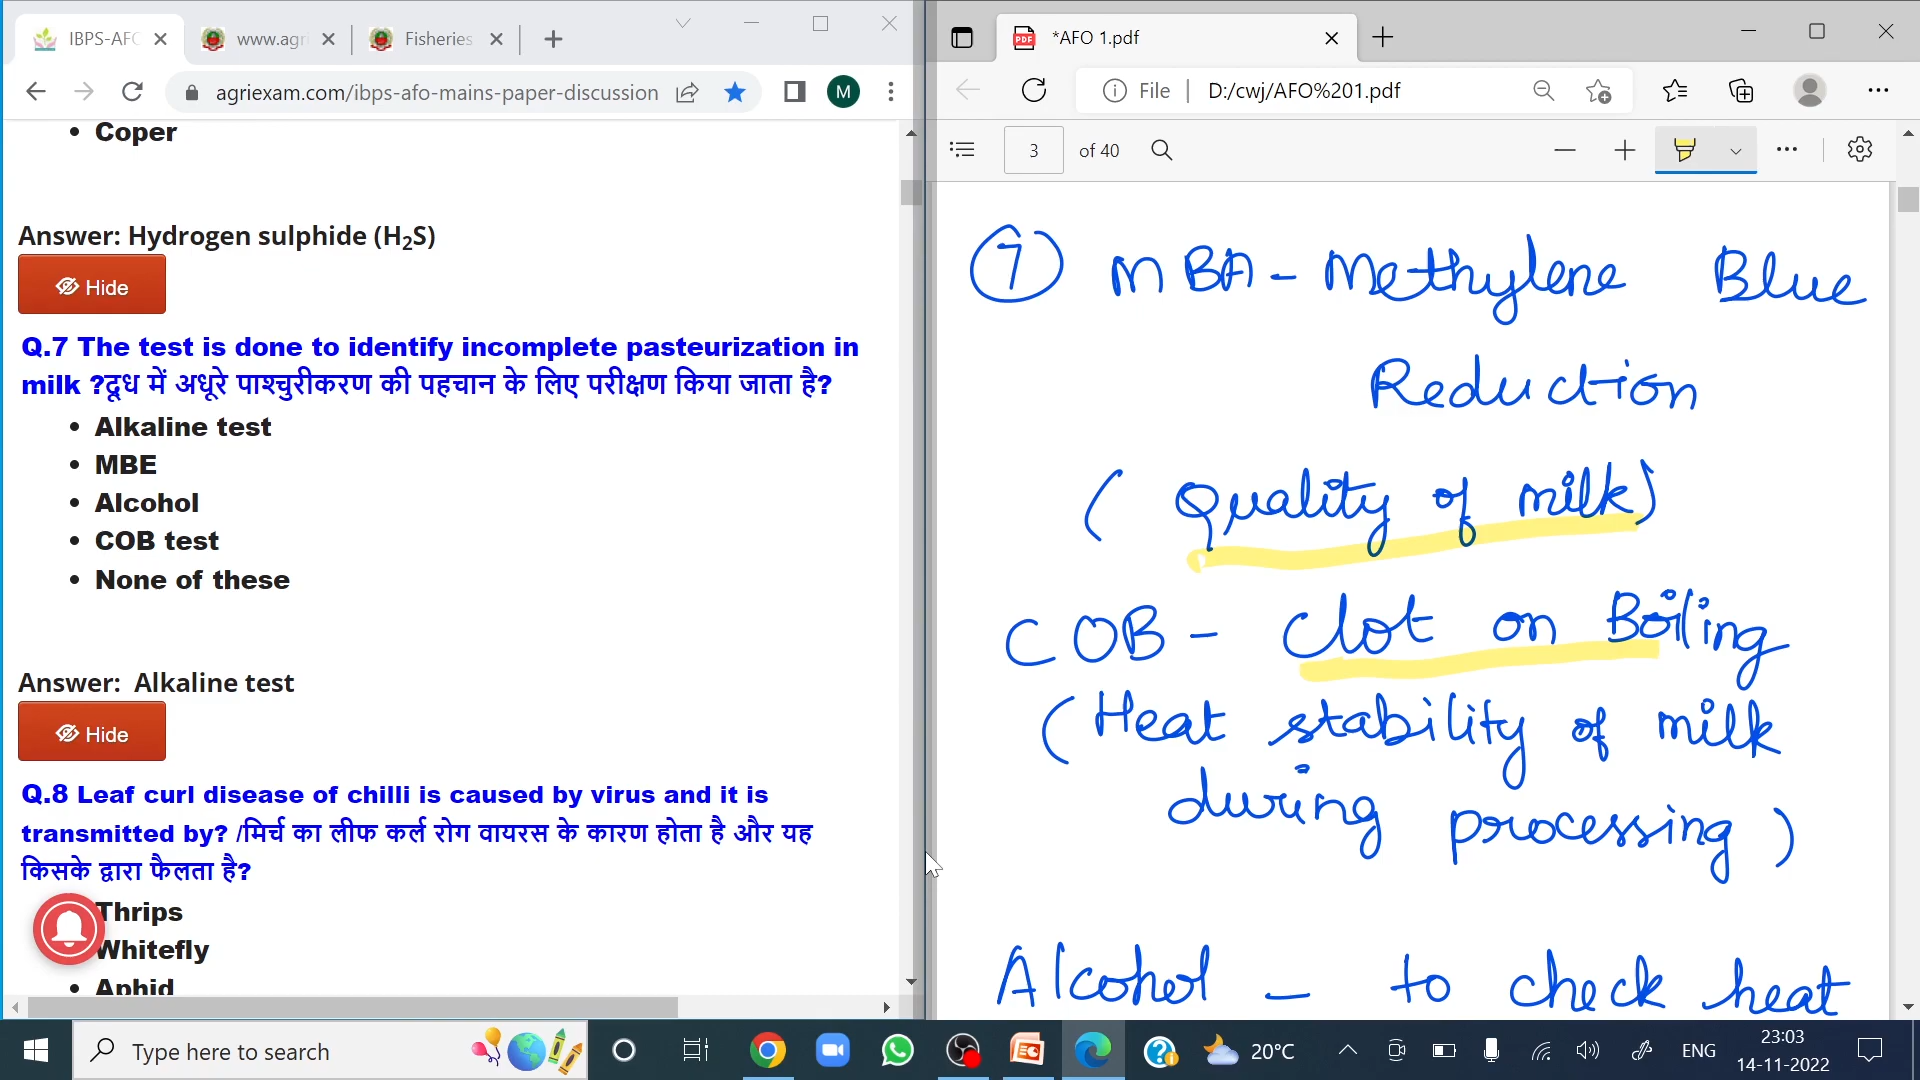 IBPS-AFO
www.agri
Fisheries
agriexam.com/ibps-afo-mains-paper-discussion
M
Coper
Answer: Hydrogen sulphide (H₂S)
Hide
Q.7 The test is done to identify incomplete pasteurization in
milk ?दूध में अधूरे पाश्चुरीकरण की पहचान के लिए परीक्षण किया जाता है?
Alkaline test
MBE
Alcohol
COB test
None of these
Answer: Alkaline test
Hide
Q.8 Leaf curl disease of chilli is caused by virus and it is
transmitted by? /मिर्च का लीफ कर्ल रोग वायरस के कारण होता है और यह
किसके द्वारा फैलता है?
Thrips
Whitefly
Aphid
*AFO 1.pdf
File D:/cwj/AFO%201.pdf
3 of 40
7 MBA - Methylene Blue
Reduction
( Quality of milk)
COB - Clot on Boiling
(Heat stability of milk
during processing)
Alcohol - to check heat
Type here to search
20°C
ENG
23:03
14-11-2022